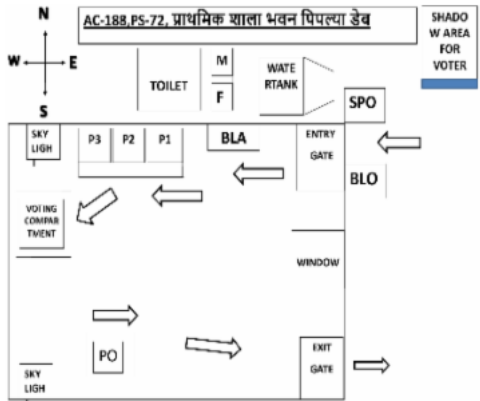 N
AC-188,PS-72, प्राथमिक शाला भवन पिपल्या डेब
SHADO
W AREA
FOR
VOTER
W
E
S
TOILET
M
F
WATE
RTANK
SPO
SKY
LIGH
P3
P2
P1
BLA
ENTRY
GATE
BLO
VOTING
COMPAR
TMENT
WINDOW
PO
EXIT
GATE
SKY
LIGH